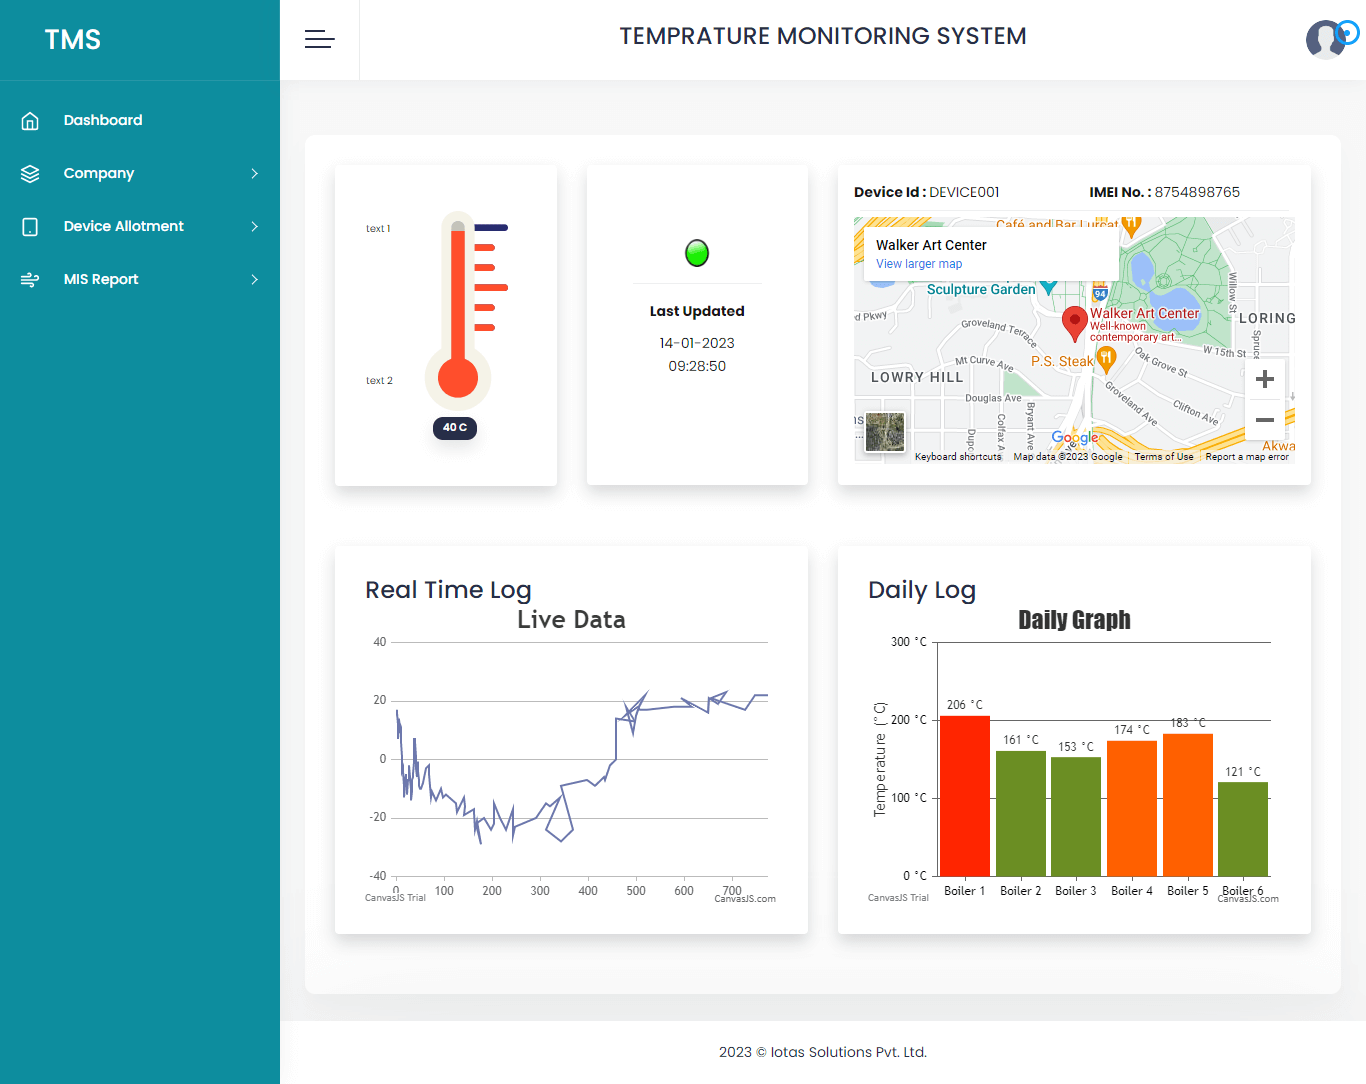 TMS
TEMPRATURE MONITORING SYSTEM
Dashboard
Company
Device Allotment
MIS Report
text 1
text 2
40 C
Last Updated
14-01-2023
09:28:50
Device Id : DEVICE001 IMEI No. : 8754898765
Café and Bar Lurcat
Walker Art Center
View larger map
Sculpture Garden
94
Willow St
LORING
Walker Art Center
Well-known
contemporary art...
Groveland Terrace
P.S. Steak
W 15th St
Spruce
Mt Curve Ave
Oak Grove St
LOWRY HILL
Douglas Ave
Groveland Ave
Clifton Ave
Bryant Ave
Colfax A
Dupo
Google
Akwa
Keyboard shortcuts Map data ©2023 Google Terms of Use Report a map error
Real Time Log
Live Data
40
20
0
-20
-40
0 100 200 300 400 500 600 700
CanvasJS Trial CanvasJS.com
Daily Log
Daily Graph
Temperature (°C)
300 °C
200 °C
100 °C
0 °C
206 °C
161 °C
153 °C
174 °C
183 °C
121 °C
Boiler 1 Boiler 2 Boiler 3 Boiler 4 Boiler 5 Boiler 6
CanvasJS Trial CanvasJS.com
2023 © Iotas Solutions Pvt. Ltd.